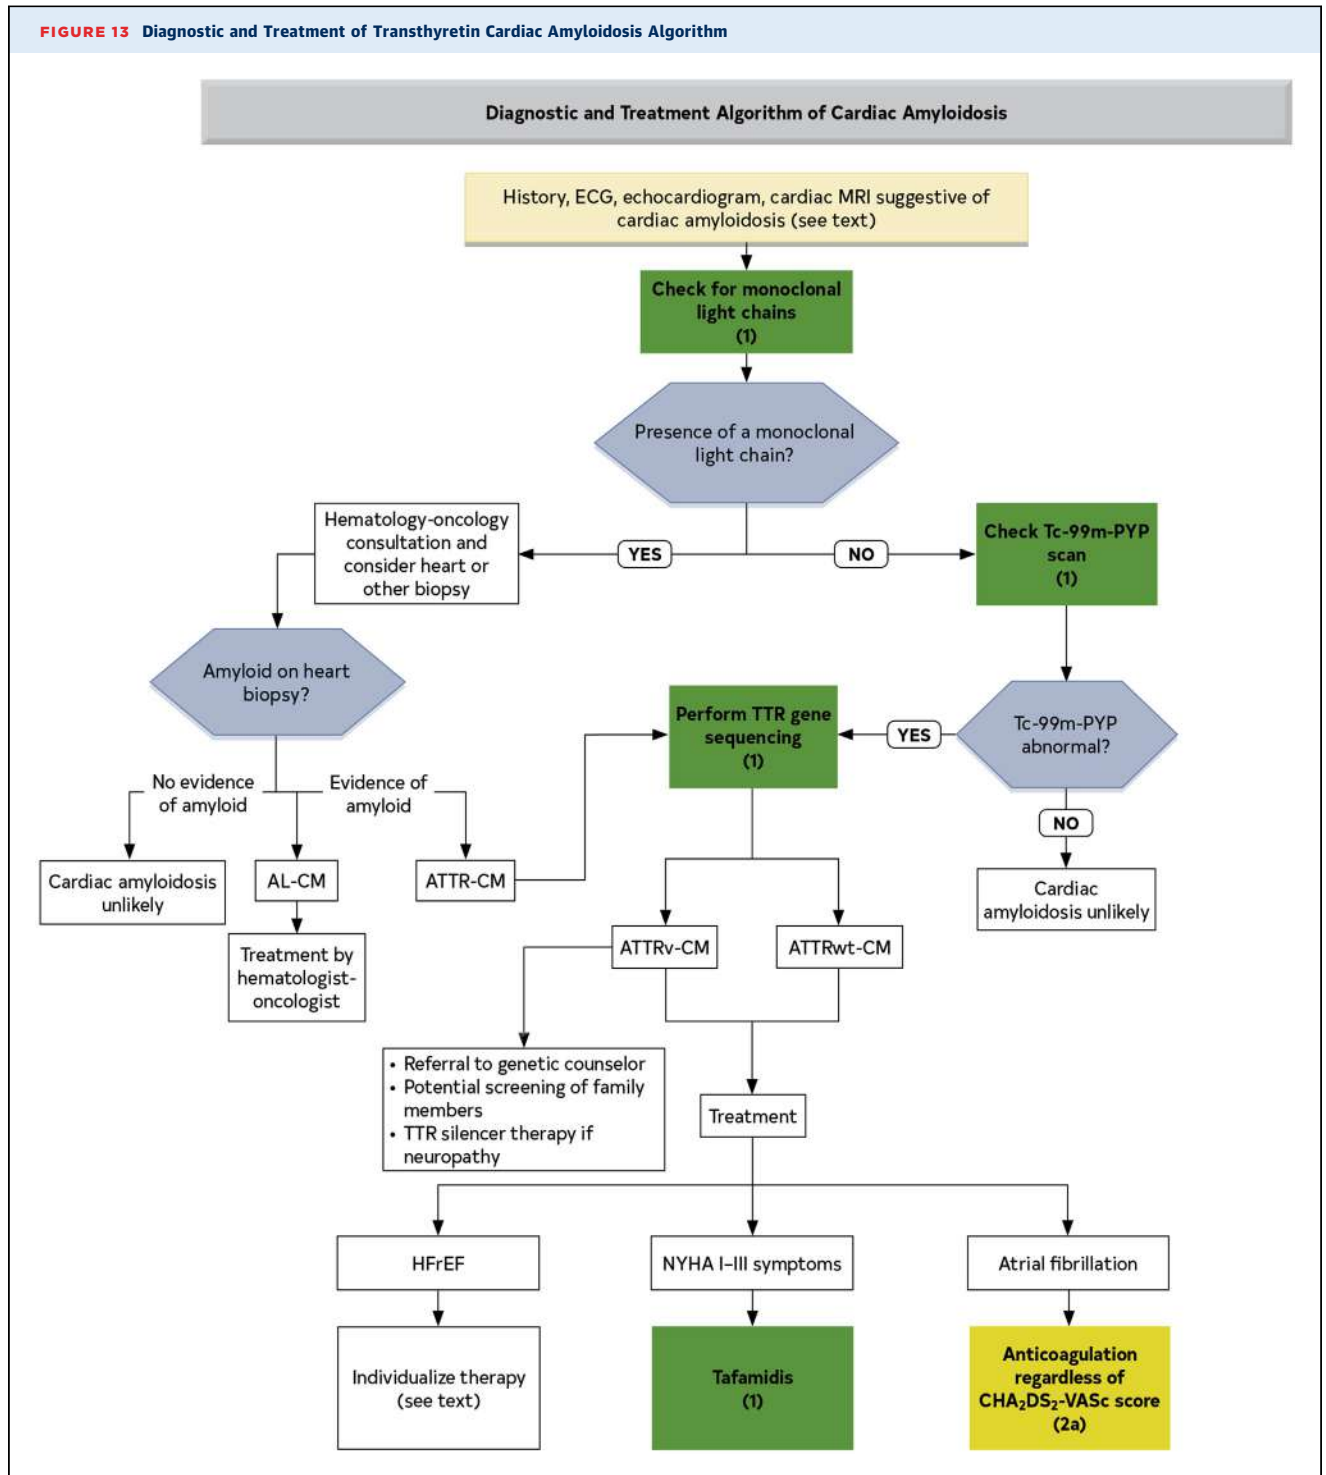 FIGURE 13 Diagnostic and Treatment of Transthyretin Cardiac Amyloidosis Algorithm
Diagnostic and Treatment Algorithm of Cardiac Amyloidosis
History, ECG, echocardiogram, cardiac MRI suggestive of
cardiac amyloidosis (see text)
Check for monoclonal
light chains
(1)
Presence of a monoclonal
light chain?
Hematology-oncology
consultation and
consider heart or
other biopsy
YES
NO
Check Tc-99m-PYP
scan
(1)
Amyloid on heart
biopsy?
Perform TTR gene
sequencing
(1)
YES
Tc-99m-PYP
abnormal?
No evidence
of amyloid
Evidence of
amyloid
NO
Cardiac amyloidosis
unlikely
AL-CM
ATTR-CM
Cardiac
amyloidosis unlikely
Treatment by
hematologist-
oncologist
ATTRv-CM
ATTRwt-CM
• Referral to genetic counselor
• Potential screening of family
members
• TTR silencer therapy if
neuropathy
Treatment
HFrEF
NYHA I–III symptoms
Atrial fibrillation
Individualize therapy
(see text)
Tafamidis
(1)
Anticoagulation
regardless of
CHA₂DS₂-VASc score
(2a)